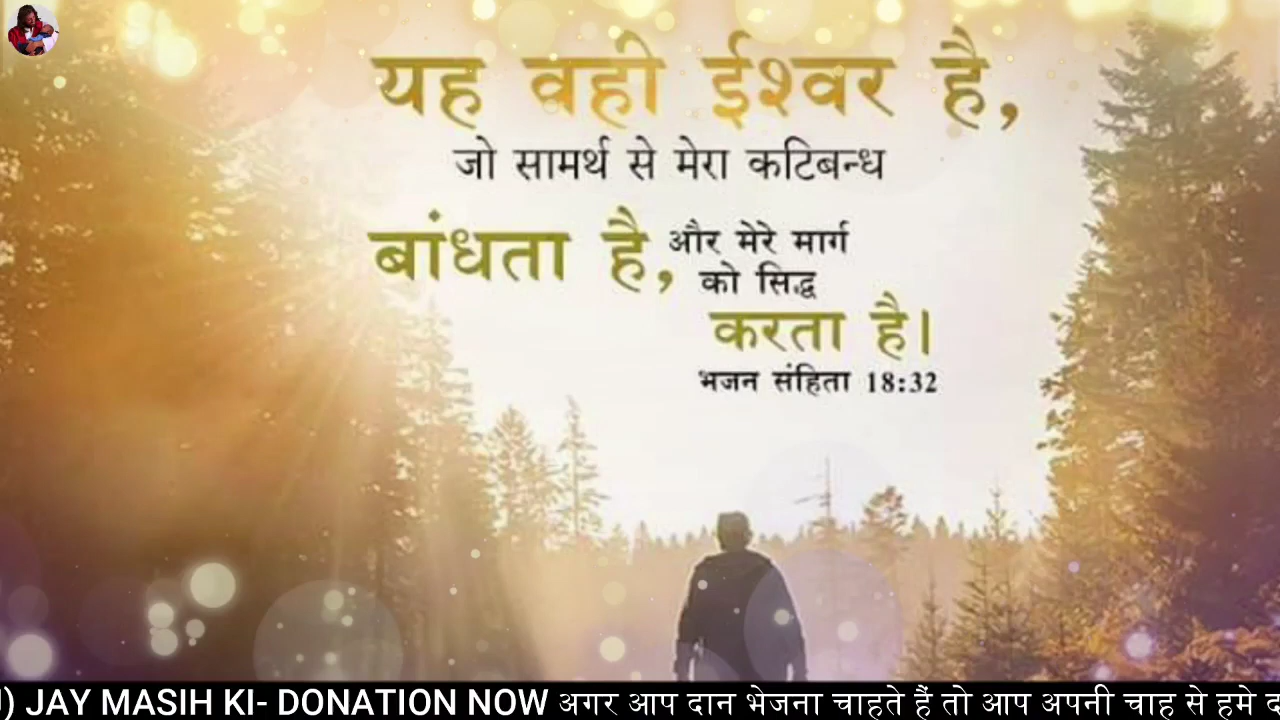 यह वही ईश्वर है,
जो सामर्थ से मेरा कटिबन्ध
बांधता है, और मेरे मार्ग
को सिद्ध
करता है।
भजन संहिता 18:32
) JAY MASIH KI- DONATION NOW अगर आप दान भेजना चाहते हैं तो आप अपनी चाह से हमे